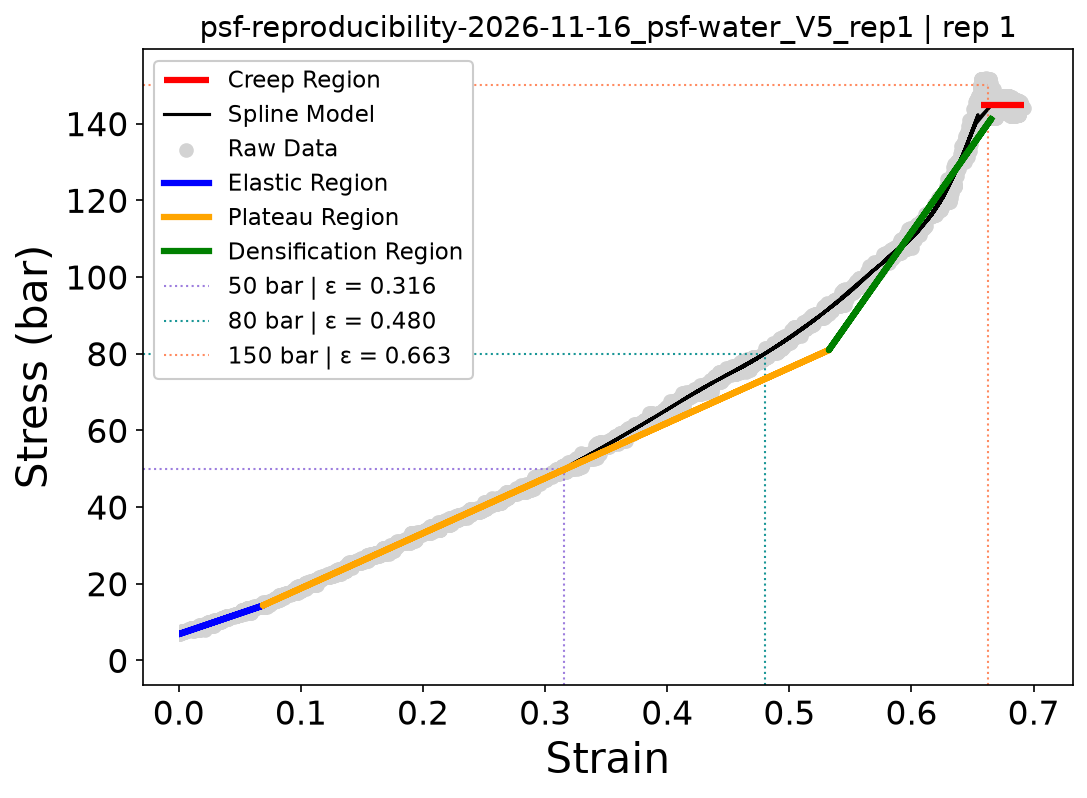 psf-reproducibility-2026-11-16_psf-water_V5_rep1 | rep 1
Creep Region
Spline Model
Raw Data
Elastic Region
Plateau Region
Densification Region
50 bar | ε = 0.316
80 bar | ε = 0.480
150 bar | ε = 0.663
Stress (bar)
140
120
100
80
60
40
20
0
0.0 0.1 0.2 0.3 0.4 0.5 0.6 0.7
Strain